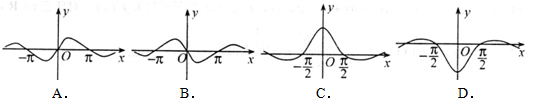 y y y y
−π O π x −π O π x −π/2 O π/2 x −π/2 O π/2 x
A. B. C. D.